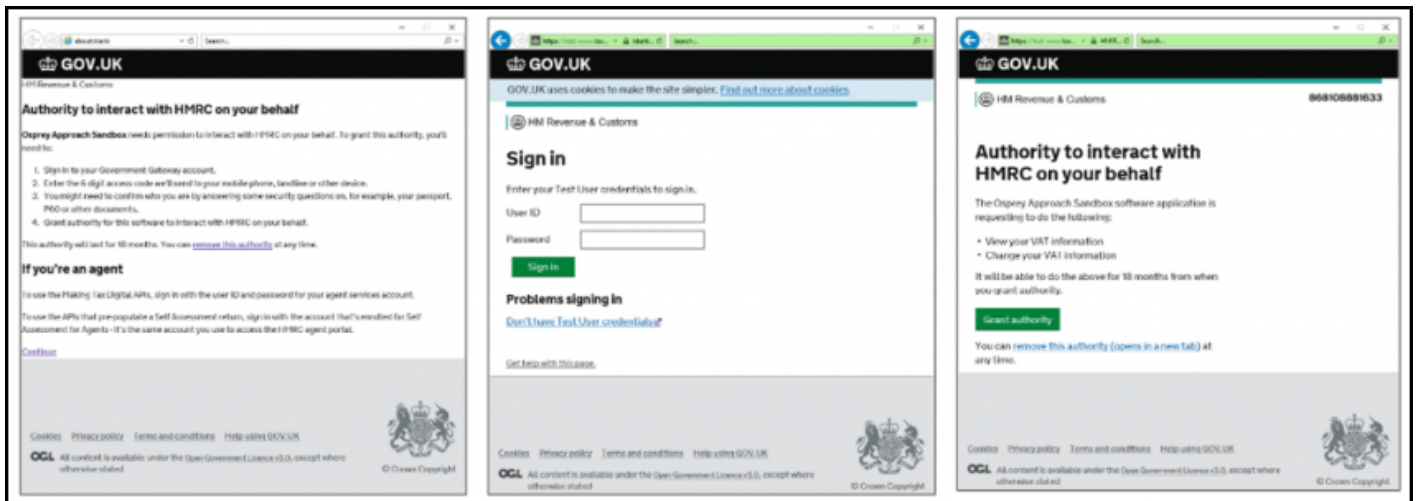 about:blank
Search...
GOV.UK
HM Revenue & Customs
Authority to interact with HMRC on your behalf
Osprey Approach Sandbox needs permission to interact with HMRC on your behalf. To grant this authority, you'll
need to:
1. Sign in to your Government Gateway account.
2. Enter the 6 digit access code we'll send to your mobile phone, landline or other device.
3. You might need to confirm who you are by answering some security questions on, for example, your passport,
P60 or other documents.
4. Grant authority for this software to interact with HMRC on your behalf.
This authority will last for 18 months. You can remove this authority at any time.
If you're an agent
To use the Making Tax Digital APIs, sign in with the user ID and password for your agent services account.
To use the APIs that pre-populate a Self Assessment return, sign in with the account that's enrolled for Self
Assessment for Agents - it's the same account you use to access the HMRC agent portal.
Continue
Cookies Privacy policy Terms and conditions Help using GOV.UK
OGL All content is available under the Open Government Licence v3.0, except where
otherwise stated
© Crown Copyright
Search...
GOV.UK
GOV.UK uses cookies to make the site simpler. Find out more about cookies
HM Revenue & Customs
Sign in
Enter your Test User credentials to sign in.
User ID
Password
Sign in
Problems signing in
Don't have Test User credentials
Get help with this page.
Cookies Privacy policy Terms and conditions Help using GOV.UK
OGL All content is available under the Open Government Licence v3.0, except where
otherwise stated
© Crown Copyright
Search...
GOV.UK
HM Revenue & Customs
868108881633
Authority to interact with
HMRC on your behalf
The Osprey Approach Sandbox software application is
requesting to do the following:
• View your VAT information
• Change your VAT information
It will be able to do the above for 18 months from when
you grant authority.
Grant authority
You can remove this authority (opens in a new tab) at
any time.
Cookies Privacy policy Terms and conditions Help using GOV.UK
OGL All content is available under the Open Government Licence v3.0, except where
otherwise stated
© Crown Copyright